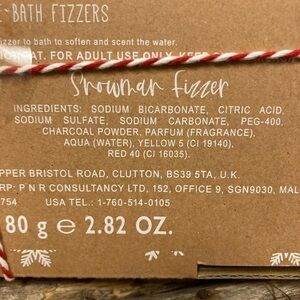 E-BATH FIZZERS
izzer to bath to soften and scent the water.
AT. FOR ADULT USE ONLY. KEEP
Snowman fizzer
INGREDIENTS: SODIUM BICARBONATE, CITRIC ACID,
SODIUM SULFATE, SODIUM CARBONATE, PEG-400,
CHARCOAL POWDER, PARFUM (FRAGRANCE),
AQUA (WATER), YELLOW 5 (CI 19140),
RED 40 (CI 16035).
PPER BRISTOL ROAD, CLUTTON, BS39 5TA, U.K.
RP: P N R CONSULTANCY LTD, 152, OFFICE 9, SGN9030, MAL
754 USA TEL.: 1-760-514-0105
80 g e 2.82 OZ.